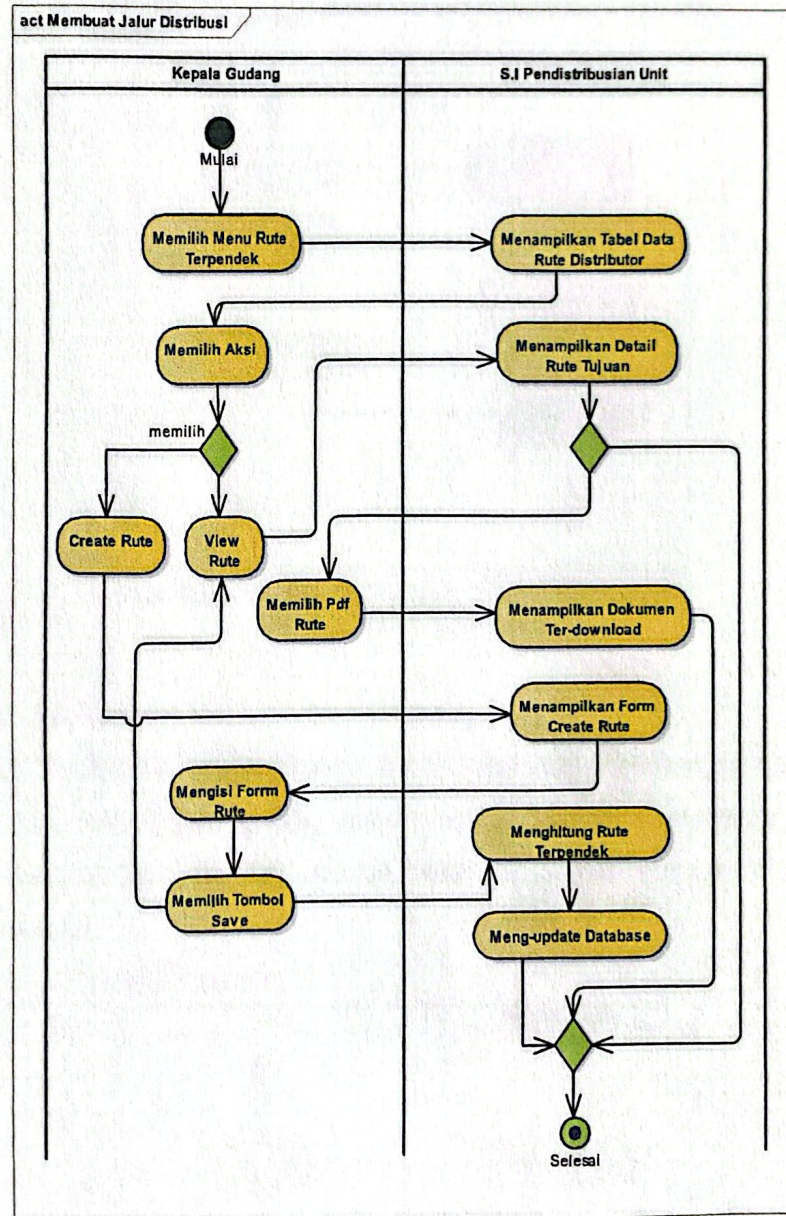 act Membuat Jalur Distribusi
Kepala Gudang
S.I Pendistribusian Unit
Mulai
Memilih Menu Rute
Terpendek
Menampilkan Tabel Data
Rute Distributor
Memilih Aksi
Menampilkan Detail
Rute Tujuan
memilih
Create Rute
View
Rute
Memilih Pdf
Rute
Menampilkan Dokumen
Ter-download
Menampilkan Form
Create Rute
Mengisi Forrm
Rute
Menghitung Rute
Terpendek
Memilih Tombol
Save
Meng-update Database
Selesai